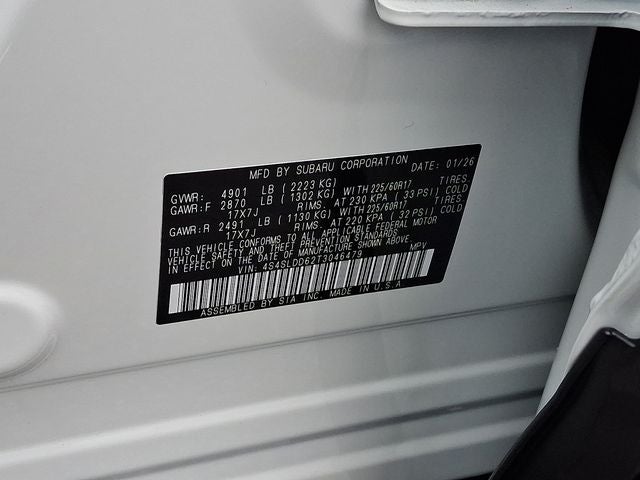 MFD BY SUBARU CORPORATION DATE: 01/26
GVWR: 4901 LB ( 2223 KG)
GAWR:F 2870 LB ( 1302 KG) WITH 225/60R17 TIRES
17X7J RIMS. AT 230 KPA ( 33 PSI) COLD
GAWR:R 2491 LB ( 1130 KG) WITH 225/60R17 TIRES.
17X7J RIMS. AT 220 KPA ( 32 PSI) COLD.
THIS VEHICLE CONFORMS TO ALL APPLICABLE FEDERAL MOTOR
VEHICLE SAFETY AND THEFT PREVENTION STANDARDS
IN EFFECT ON THE DATE OF MANUFACTURE SHOWN ABOVE.
VIN: 4S4SLDD62T3046479 MPV
ASSEMBLED BY SIA INC. MADE IN U.S.A.